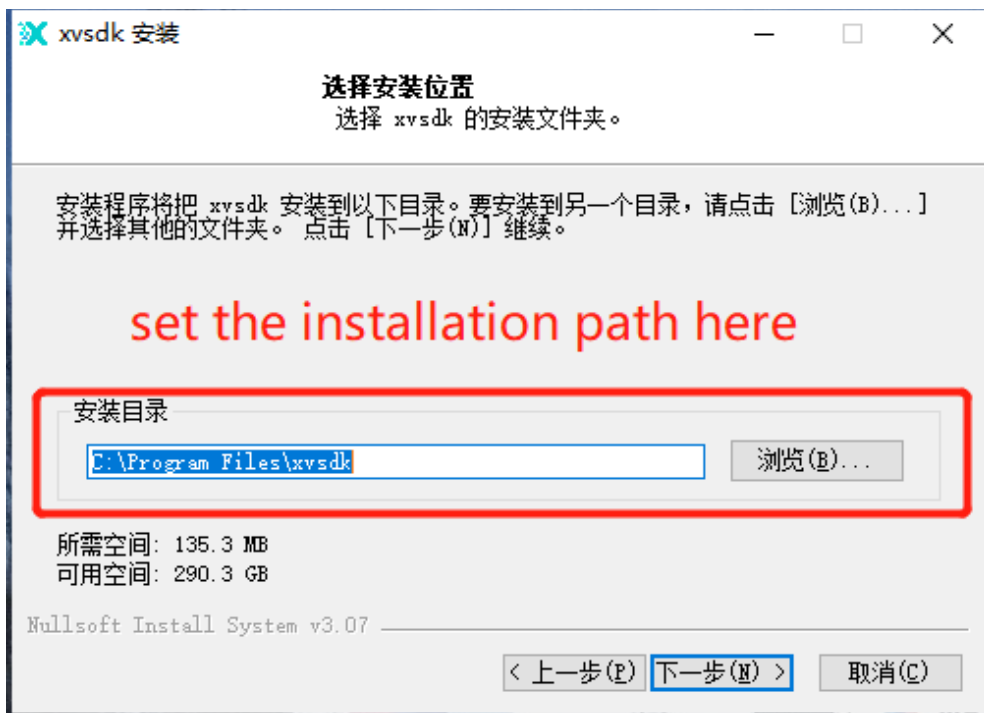 xvsdk 安装
选择安装位置
选择 xvsdk 的安装文件夹。
安装程序将把 xvsdk 安装到以下目录。要安装到另一个目录，请点击 [浏览(B)...]
并选择其他的文件夹。 点击 [下一步(N)] 继续。
set the installation path here
安装目录
C:\Program Files\xvsdk
浏览(B)...
所需空间: 135.3 MB
可用空间: 290.3 GB
Nullsoft Install System v3.07
< 上一步(P) 下一步(N) > 取消(C)